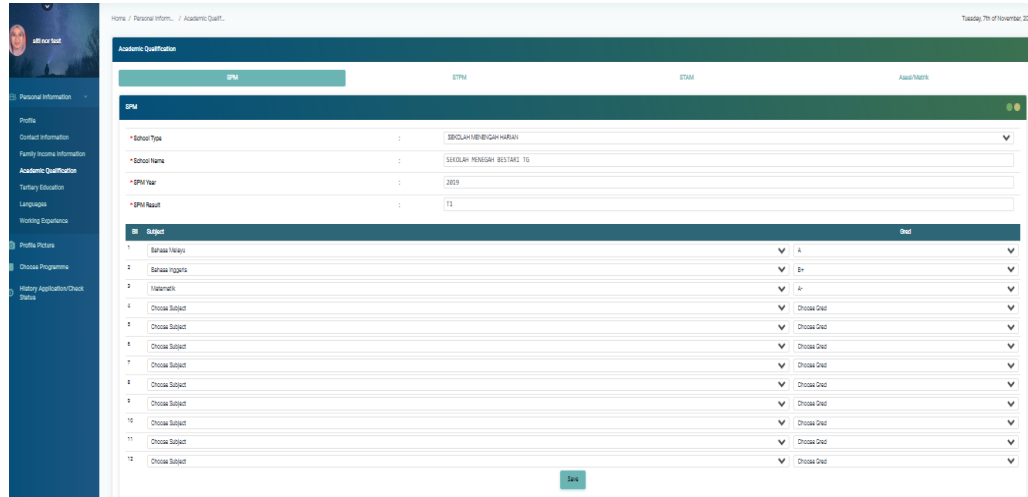 siti nor test
Personal Information
Profile
Contact Information
Family Income Information
Academic Qualification
Tertiary Education
Languages
Working Experience
Profile Picture
Choose Programme
History Application/Check
Status
Home / Personal Inform... / Academic Qualif...
Tuesday, 7th of November, 20
Academic Qualification
SPM STPM STAM Asasi/Matrik
SPM
* School Type : SEKOLAH MENENGAH HARIAN
* School Name : SEKOLAH MENEGAH BESTARI TG
* SPM Year : 2019
* SPM Result : T1
Bil Subject Gred
1 Bahasa Melayu A
2 Bahasa Inggeris B+
3 Matematik A-
4 Choose Subject Choose Gred
5 Choose Subject Choose Gred
6 Choose Subject Choose Gred
7 Choose Subject Choose Gred
8 Choose Subject Choose Gred
9 Choose Subject Choose Gred
10 Choose Subject Choose Gred
11 Choose Subject Choose Gred
12 Choose Subject Choose Gred
Save